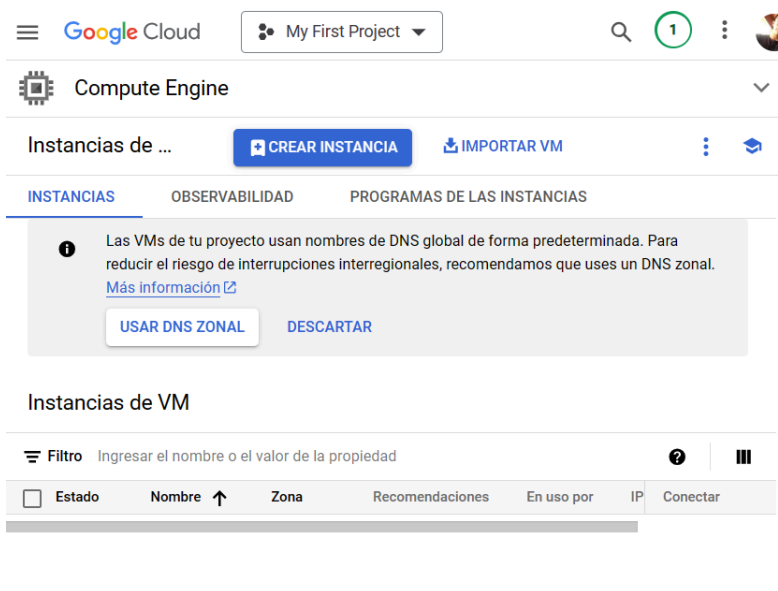 Google Cloud
My First Project
1
Compute Engine
Instancias de ...
CREAR INSTANCIA
IMPORTAR VM
INSTANCIAS
OBSERVABILIDAD
PROGRAMAS DE LAS INSTANCIAS
Las VMs de tu proyecto usan nombres de DNS global de forma predeterminada. Para
reducir el riesgo de interrupciones interregionales, recomendamos que uses un DNS zonal.
Más información
USAR DNS ZONAL
DESCARTAR
Instancias de VM
Filtro Ingresar el nombre o el valor de la propiedad
Estado Nombre Zona Recomendaciones En uso por IP Conectar